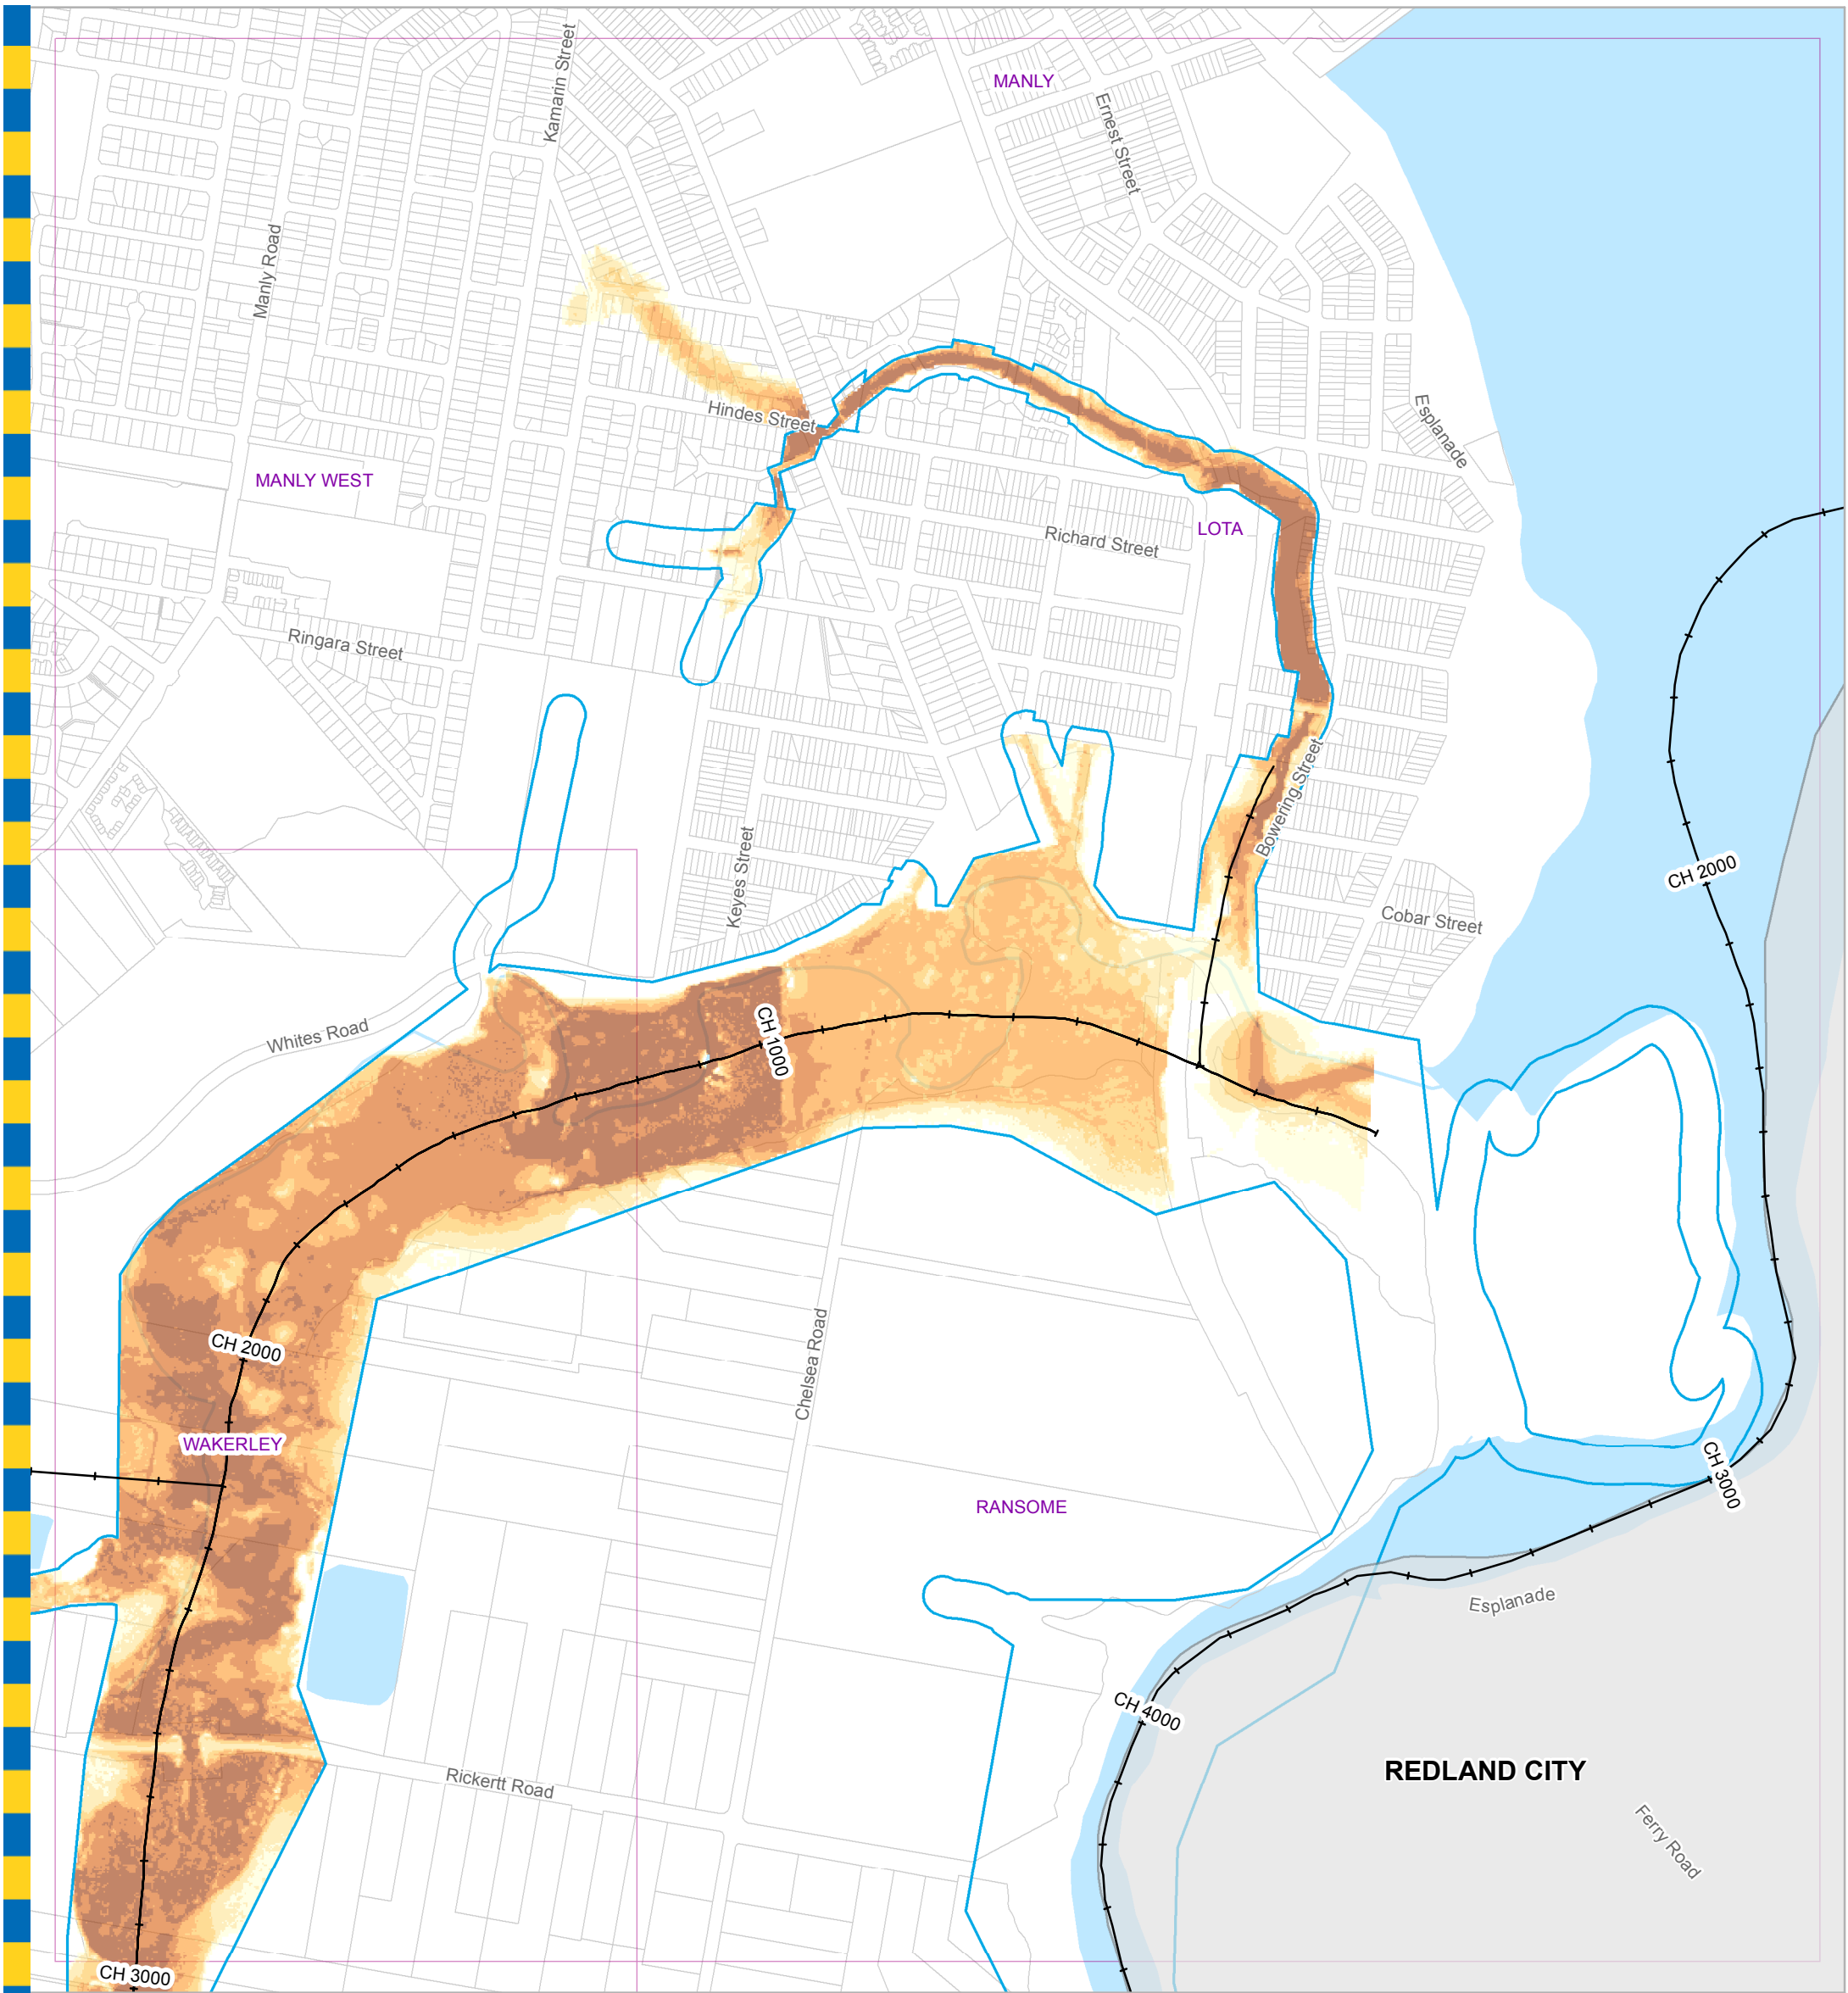 Kamarin Street
MANLY
Ernest Street
Manly Road
Hindes Street
Esplanade
MANLY WEST
Richard Street
LOTA
Ringara Street
Bowering Street
Keyes Street
CH 2000
Cobar Street
Whites Road
CH 1000
CH 2000
Chelsea Road
WAKERLEY
CH 3000
RANSOME
Esplanade
CH 4000
REDLAND CITY
Rickertt Road
Ferry Road
CH 3000